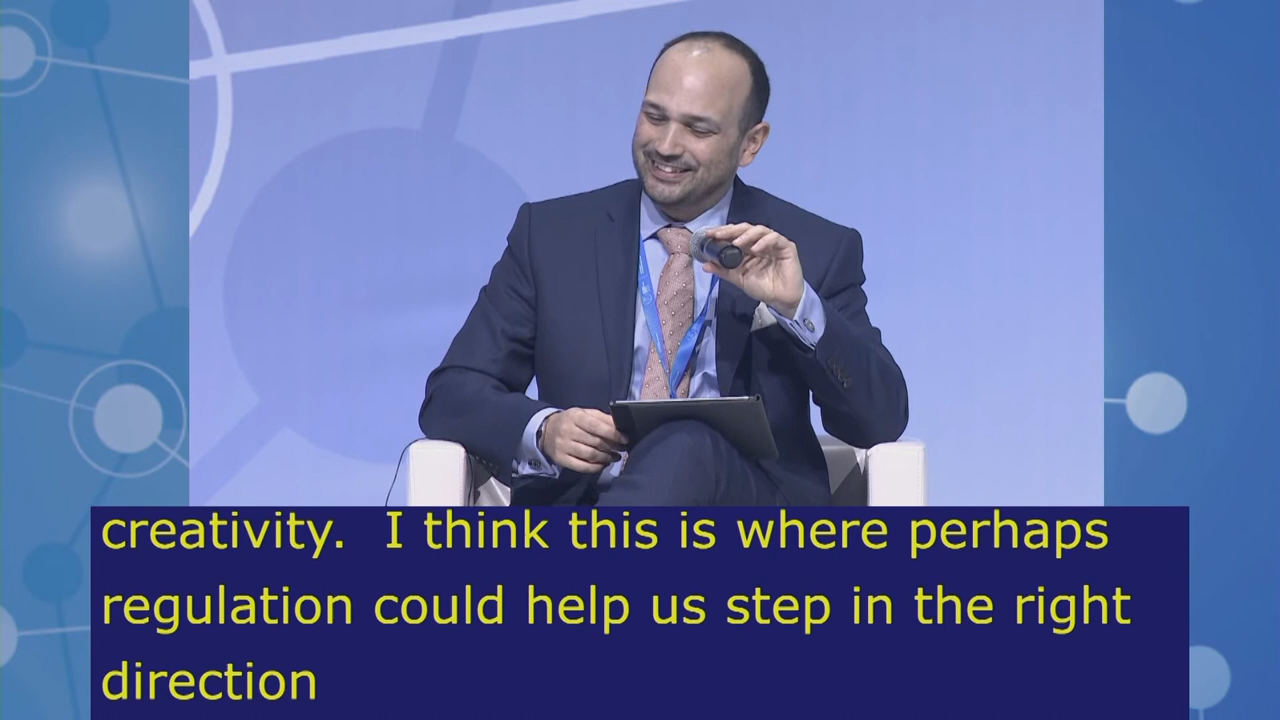 creativity.  I think this is where perhaps
regulation could help us step in the right
direction